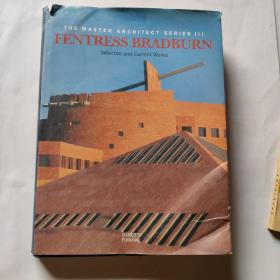 THE MASTER ARCHITECT SERIES III
FENTRESS BRADBURN
Selected and Current Works